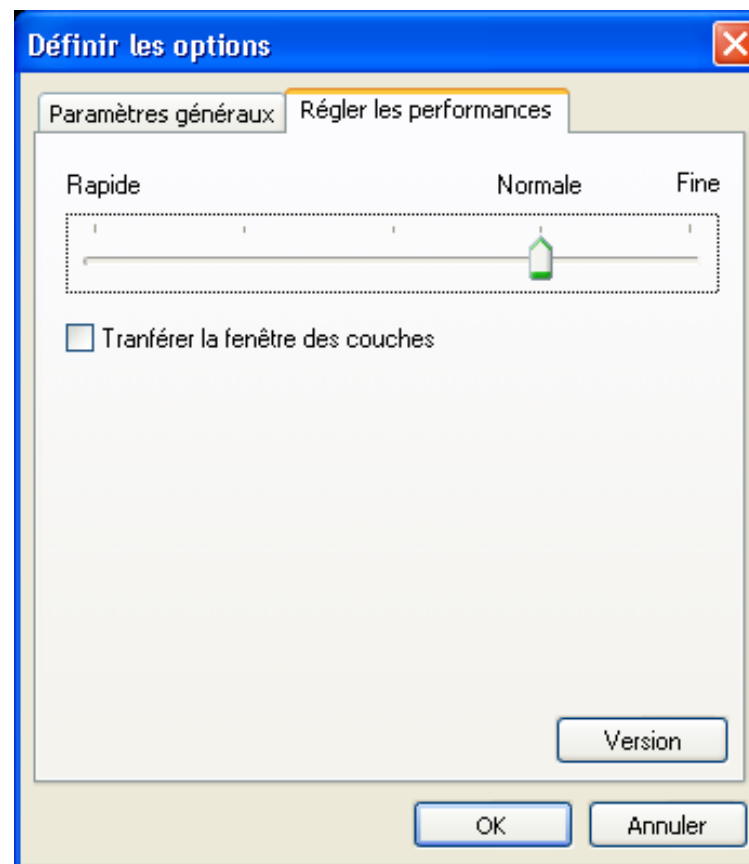 Définir les options
Paramètres généraux Régler les performances
Rapide Normale Fine
Tranférer la fenêtre des couches
Version
OK Annuler